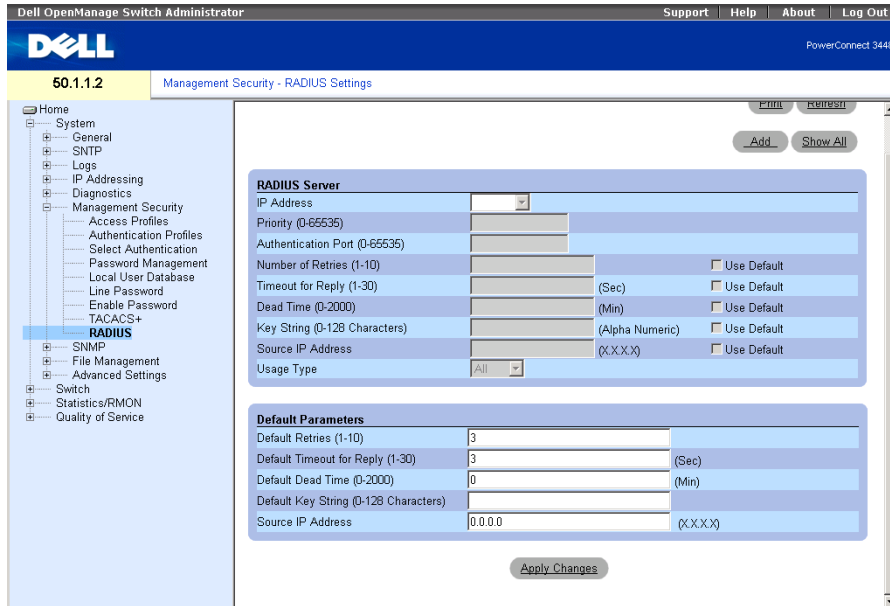 Dell OpenManage Switch Administrator
Support | Help | About | Log Out
DELL
PowerConnect 3448
50.1.1.2
Management Security - RADIUS Settings
Home
System
General
SNTP
Logs
IP Addressing
Diagnostics
Management Security
Access Profiles
Authentication Profiles
Select Authentication
Password Management
Local User Database
Line Password
Enable Password
TACACS+
RADIUS
SNMP
File Management
Advanced Settings
Switch
Statistics/RMON
Quality of Service
Print Refresh
Add Show All
RADIUS Server
IP Address
Priority (0-65535)
Authentication Port (0-65535)
Number of Retries (1-10) Use Default
Timeout for Reply (1-30) (Sec) Use Default
Dead Time (0-2000) (Min) Use Default
Key String (0-128 Characters) (Alpha Numeric) Use Default
Source IP Address (X.X.X.X) Use Default
Usage Type All
Default Parameters
Default Retries (1-10) 3
Default Timeout for Reply (1-30) 3 (Sec)
Default Dead Time (0-2000) 0 (Min)
Default Key String (0-128 Characters)
Source IP Address 0.0.0.0 (X.X.X.X)
Apply Changes